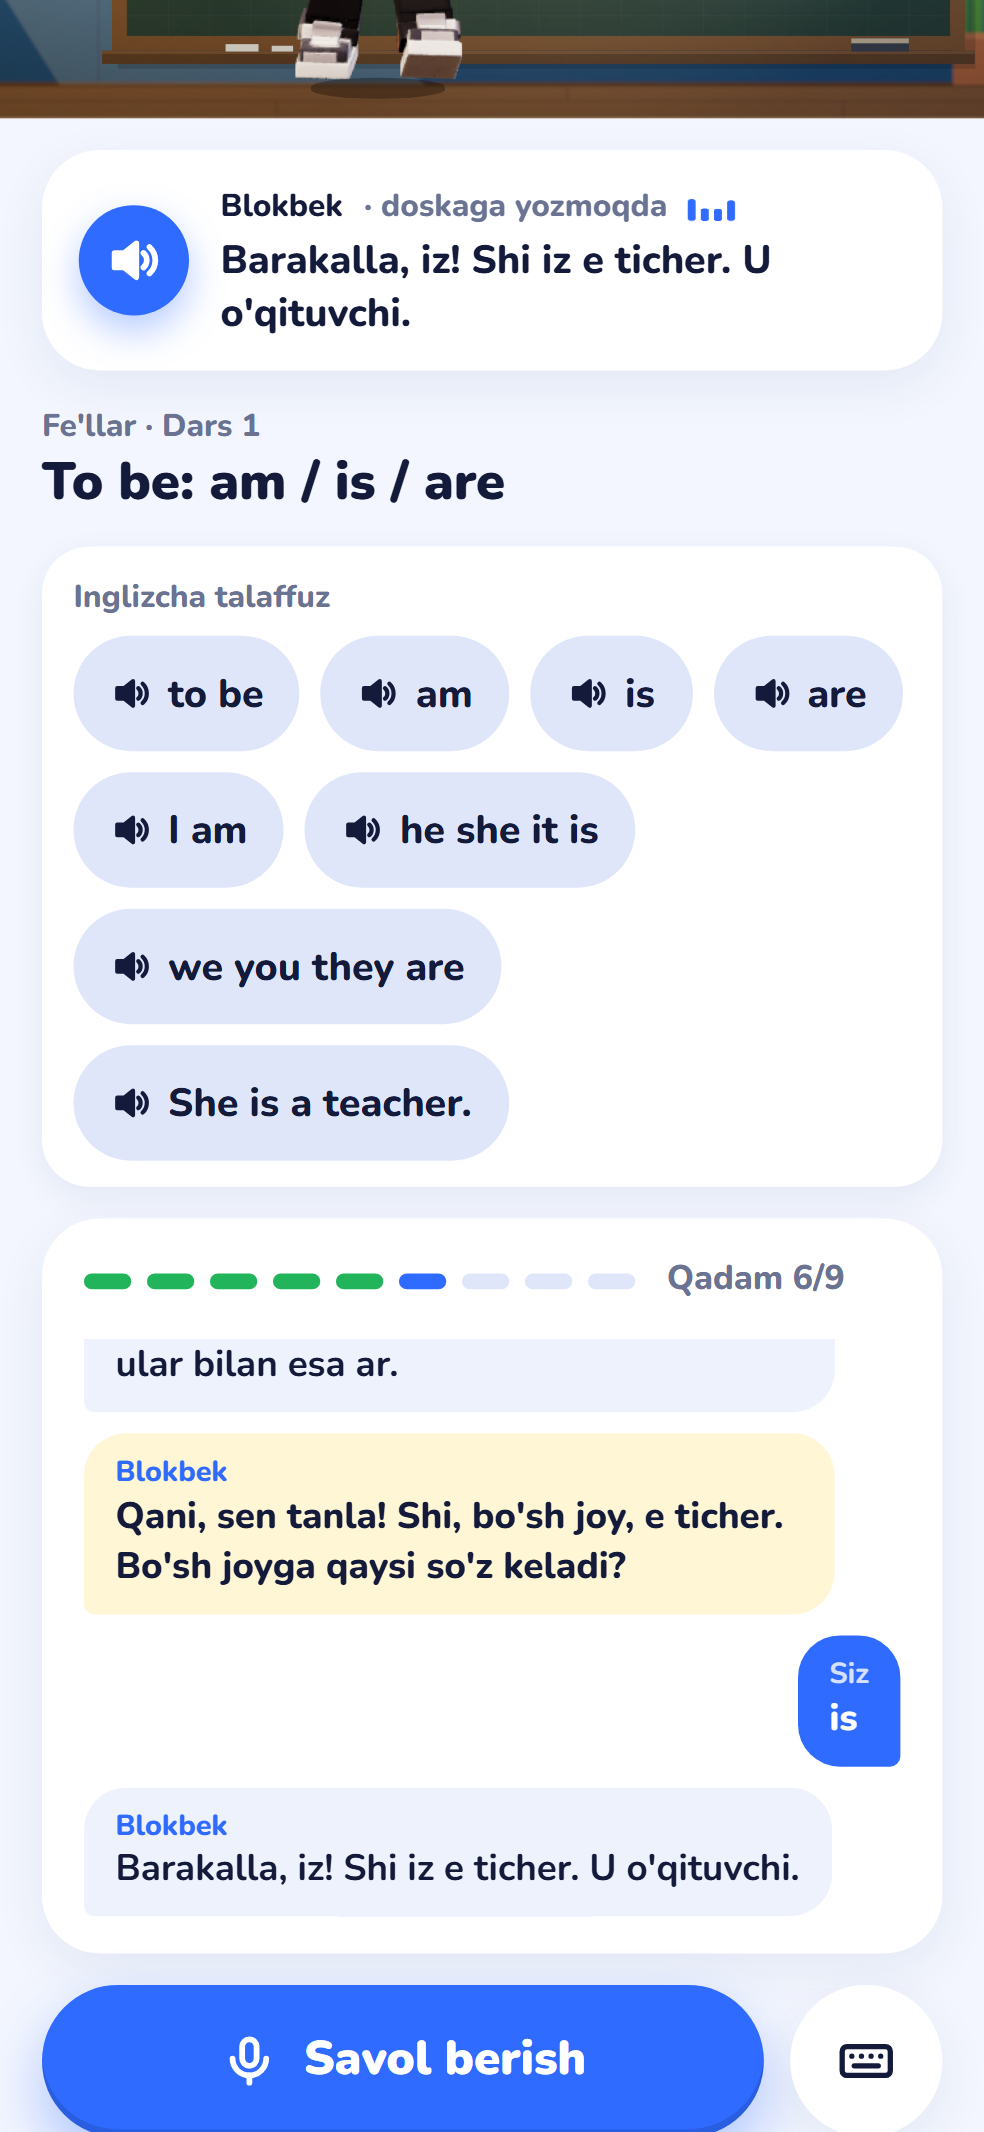 Blokbek · doskaga yozmoqda
Barakalla, iz! Shi iz e ticher. U
o'qituvchi.
Fe'llar · Dars 1
To be: am / is / are
Inglizcha talaffuz
to be am is are
I am he she it is
we you they are
She is a teacher.
Qadam 6/9
ular bilan esa ar.
Blokbek
Qani, sen tanla! Shi, bo'sh joy, e ticher.
Bo'sh joyga qaysi so'z keladi?
Siz
is
Blokbek
Barakalla, iz! Shi iz e ticher. U o'qituvchi.
Savol berish